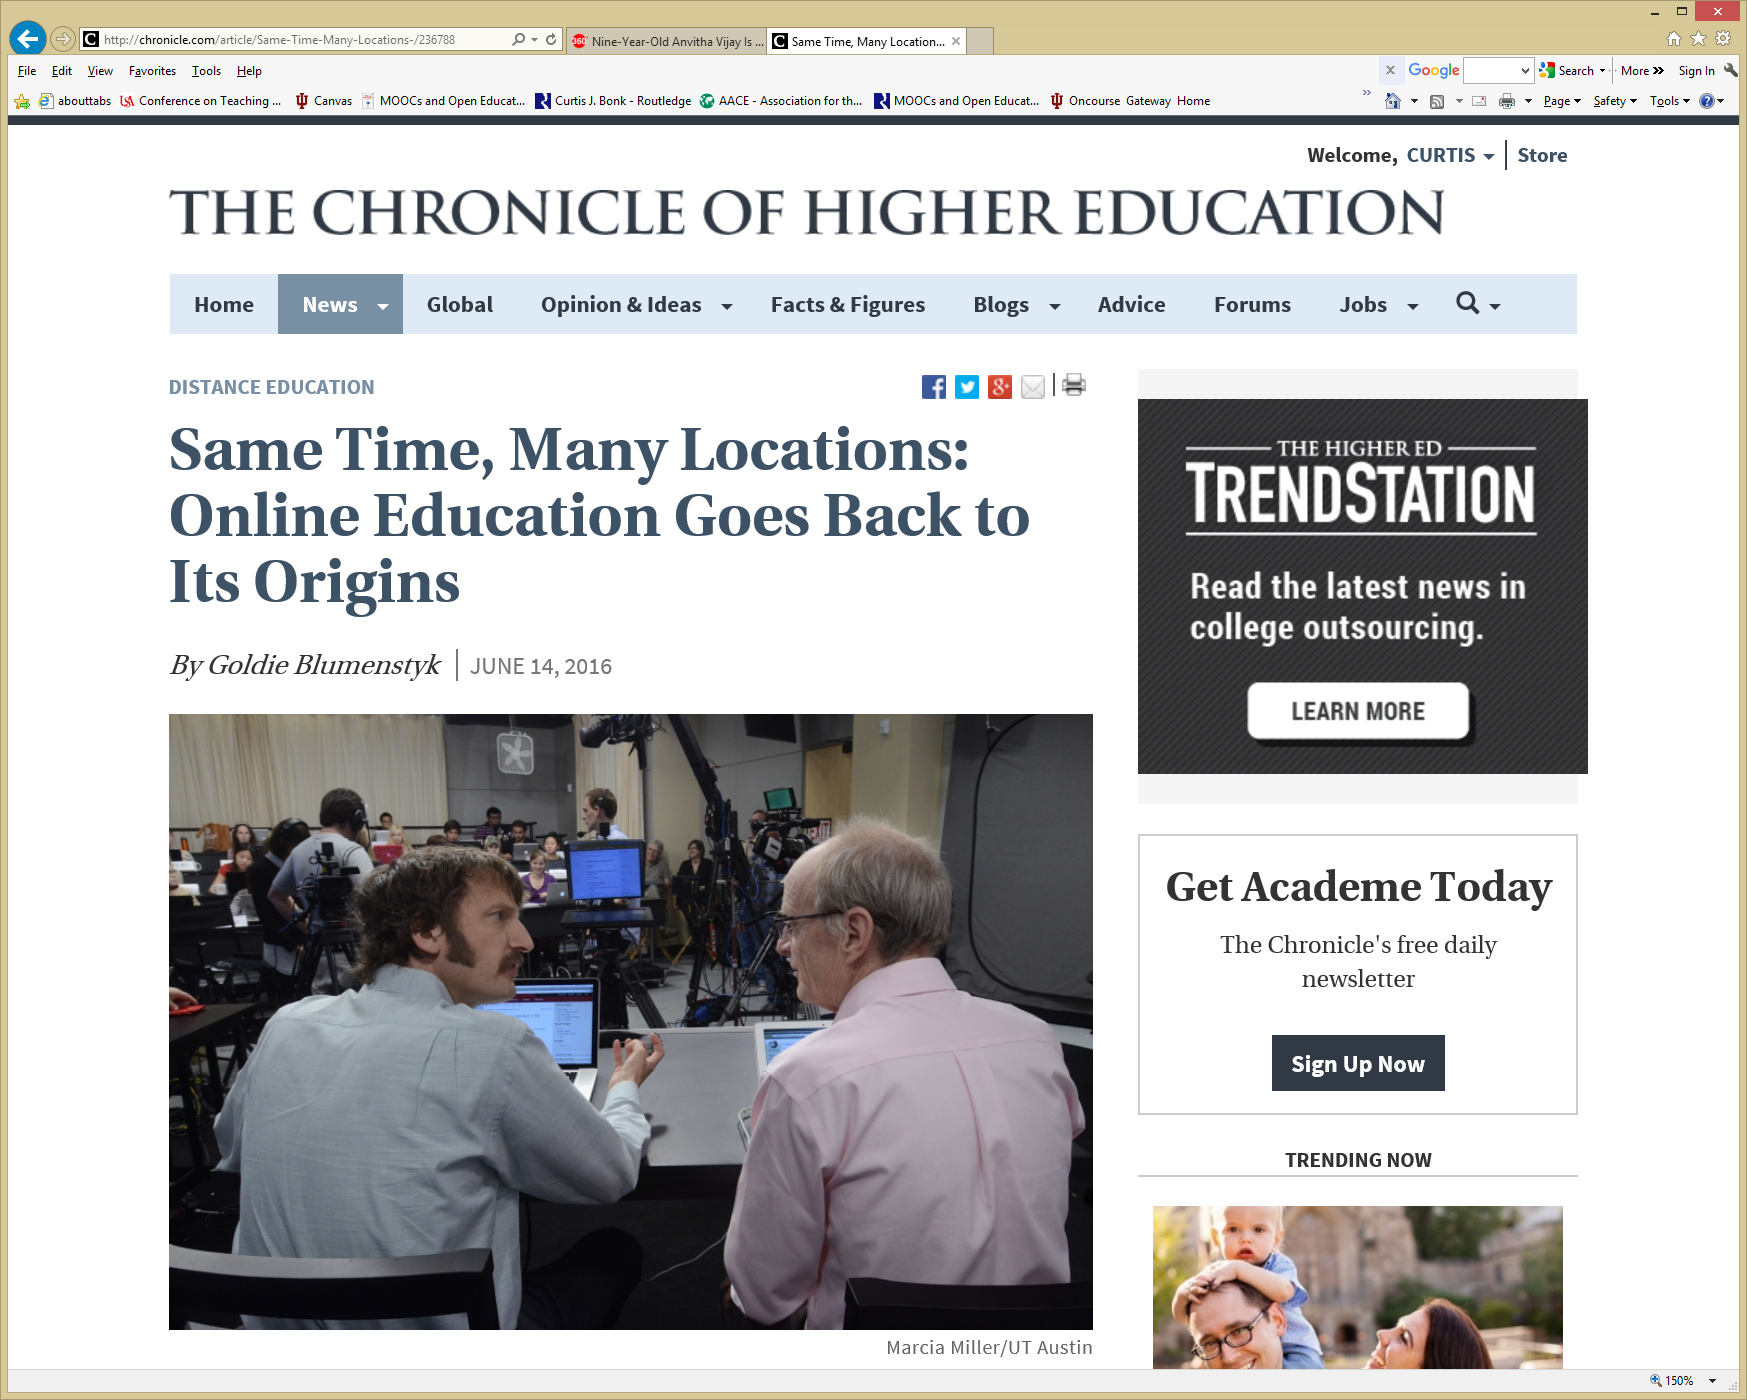 http://chronicle.com/article/Same-Time-Many-Locations-/236788
Nine-Year-Old Anvitha Vijay Is ...
Same Time, Many Location...
File Edit View Favorites Tools Help
Google
Search
More »
Sign In
abouttabs
Conference on Teaching ...
Canvas
MOOCs and Open Educat...
Curtis J. Bonk - Routledge
AACE - Association for th...
MOOCs and Open Educat...
Oncourse Gateway Home
Page Safety Tools
Welcome, CURTIS Store
THE CHRONICLE OF HIGHER EDUCATION
Home News Global Opinion & Ideas Facts & Figures Blogs Advice Forums Jobs
DISTANCE EDUCATION
Same Time, Many Locations:
Online Education Goes Back to
Its Origins
By Goldie Blumenstyk JUNE 14, 2016
Marcia Miller/UT Austin
THE HIGHER ED
TRENDSTATION
Read the latest news in
college outsourcing.
LEARN MORE
Get Academe Today
The Chronicle's free daily
newsletter
Sign Up Now
TRENDING NOW
150%